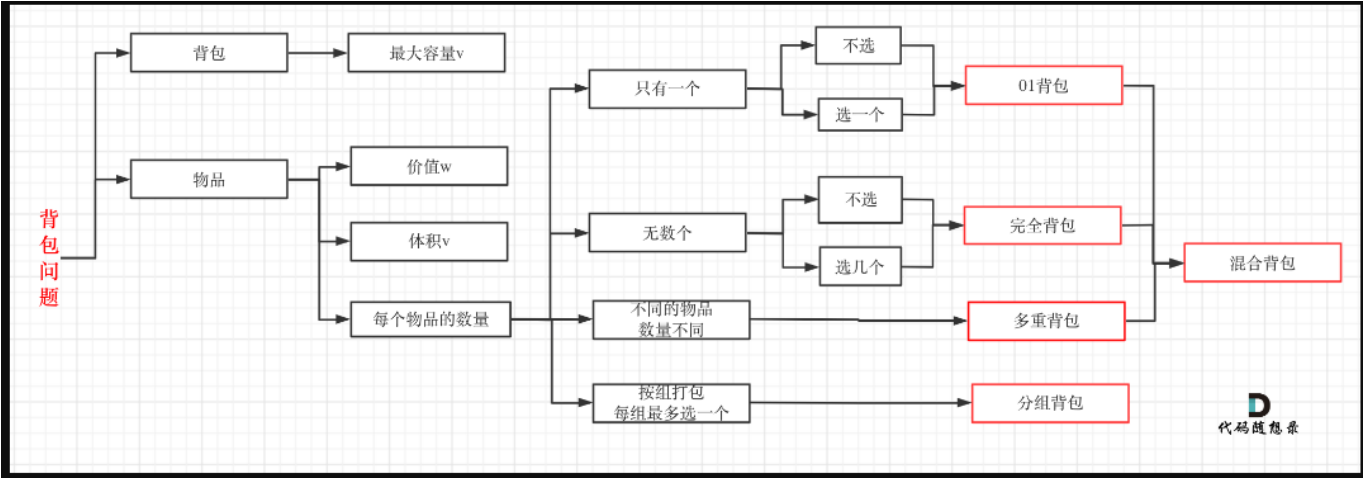 背包问题
背包
最大容量v
物品
价值w
体积v
每个物品的数量
只有一个
不选
选一个
01背包
无数个
不选
选几个
完全背包
混合背包
不同的物品
数量不同
多重背包
按组打包
每组最多选一个
分组背包
代码随想录